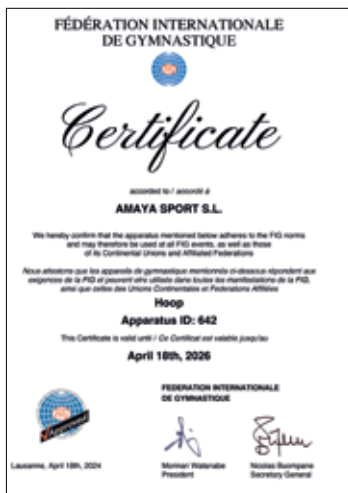 FÉDÉRATION INTERNATIONALE
DE GYMNASTIQUE
Certificate
accorded to / accordé à
AMAYA SPORT S.L.
We hereby confirm that the apparatus mentioned below adheres to the FIG norms
and may therefore be used at all FIG events, as well as those
of its Continental Unions and Affiliated Federations
Nous attestons que les appareils de gymnastique mentionnés ci-dessous répondent aux
exigences de la FIG et peuvent être utilisés dans toutes les manifestations de la FIG,
ainsi que celles des Unions Continentales et Fédérations Affiliées
Hoop
Apparatus ID: 642
This Certificate is valid until / Ce Certificat est valable jusqu'au
April 18th, 2026
FEDERATION INTERNATIONALE
DE GYMNASTIQUE
Approved
Lausanne, April 18th, 2024
Morinari Watanabe
President
Nicolas Buompane
Secretary General